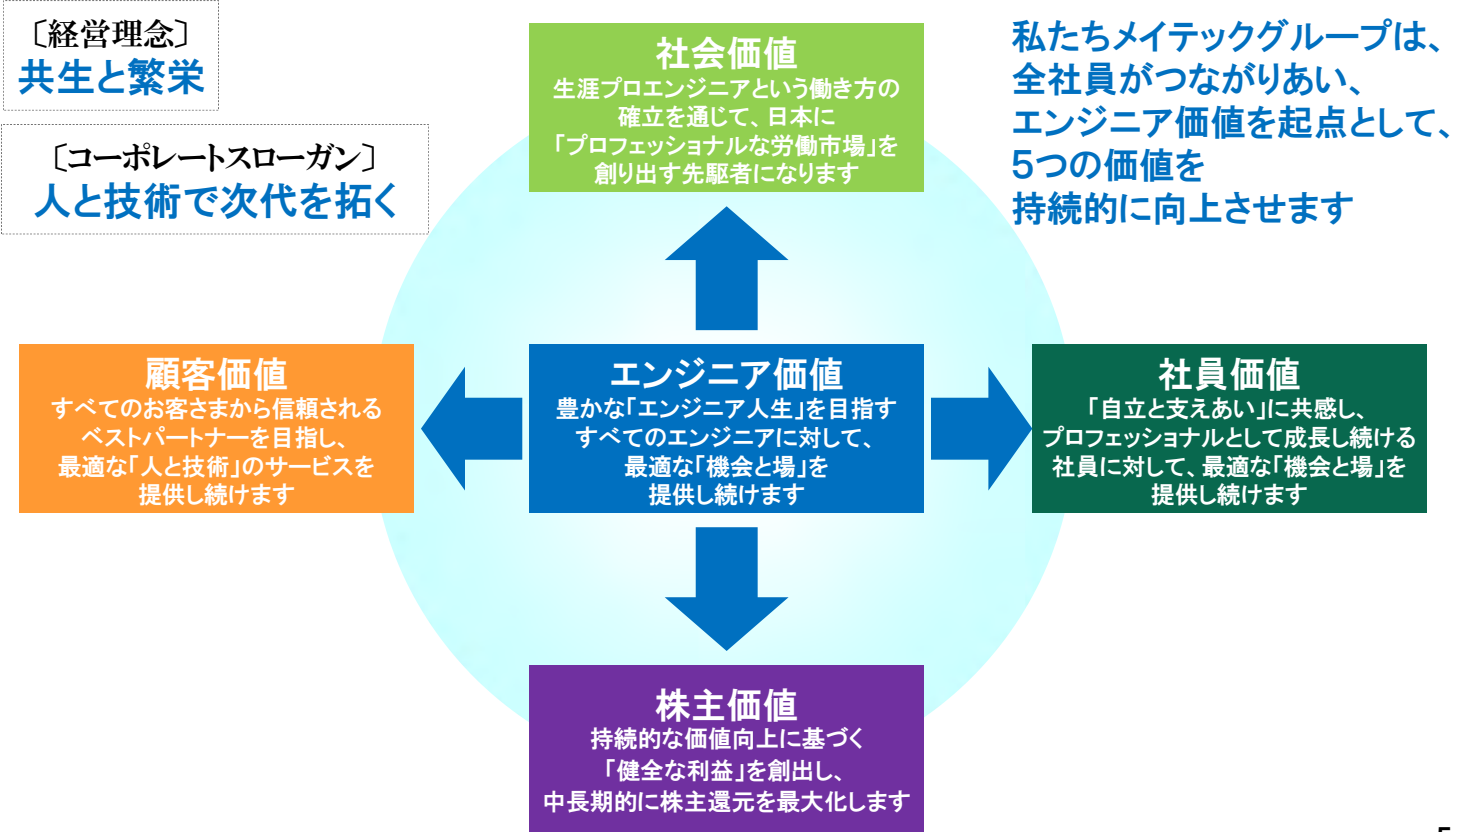 〔経営理念〕
共生と繁栄
〔コーポレートスローガン〕
人と技術で次代を拓く
社会価値
生涯プロエンジニアという働き方の
確立を通じて、日本に
「プロフェッショナルな労働市場」を
創り出す先駆者になります
私たちメイテックグループは、
全社員がつながりあい、
エンジニア価値を起点として、
5つの価値を
持続的に向上させます
顧客価値
すべてのお客さまから信頼される
ベストパートナーを目指し、
最適な「人と技術」のサービスを
提供し続けます
エンジニア価値
豊かな「エンジニア人生」を目指す
すべてのエンジニアに対して、
最適な「機会と場」を
提供し続けます
社員価値
「自立と支えあい」に共感し、
プロフェッショナルとして成長し続ける
社員に対して、最適な「機会と場」を
提供し続けます
株主価値
持続的な価値向上に基づく
「健全な利益」を創出し、
中長期的に株主還元を最大化します